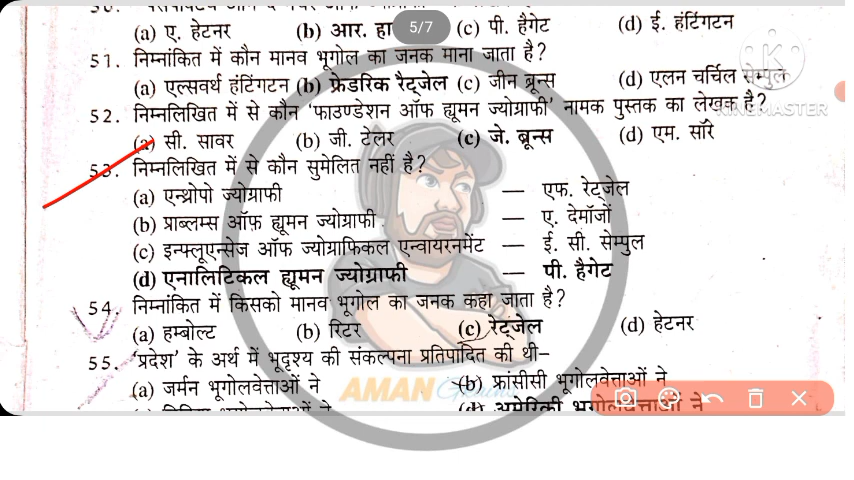 (a) ए. हेटनर (b) आर. हा 5/7 (c) पी. हैगेट (d) ई. हंटिंगटन
51. निम्नांकित में कौन मानव भूगोल का जनक माना जाता है?
(a) एल्सवर्थ हंटिंगटन (b) फ्रेडरिक रैट्जेल (c) जीन ब्रून्स (d) एलन चर्चिल सेम्पुल
KINEMASTER
52. निम्नलिखित में से कौन 'फाउण्डेशन ऑफ ह्यूमन ज्योग्राफी' नामक पुस्तक का लेखक है?
(a) सी. सावर (b) जी. टेलर (c) जे. ब्रून्स (d) एम. सॉरे
53. निम्नलिखित में से कौन सुमेलित नहीं है?
(a) एन्थ्रोपो ज्योग्राफी — एफ. रेट्जेल
(b) प्राब्लम्स ऑफ़ ह्यूमन ज्योग्राफी — ए. देमॉजों
(c) इन्फ्लूएन्सेज ऑफ ज्योग्राफिकल एन्वायरनमेंट — ई. सी. सेम्पुल
(d) एनालिटिकल ह्यूमन ज्योग्राफी — पी. हैगेट
54. निम्नांकित में किसको मानव भूगोल का जनक कहा जाता है?
(a) हम्बोल्ट (b) रिटर (c) रेट्जेल (d) हेटनर
55. 'प्रदेश' के अर्थ में भूदृश्य की संकल्पना प्रतिपादित की थी–
(a) जर्मन भूगोलवेत्ताओं ने (b) फ्रांसीसी भूगोलवेत्ताओं ने
AMAN
(d) अमेरिकी भूगोलवेत्ताओं ने